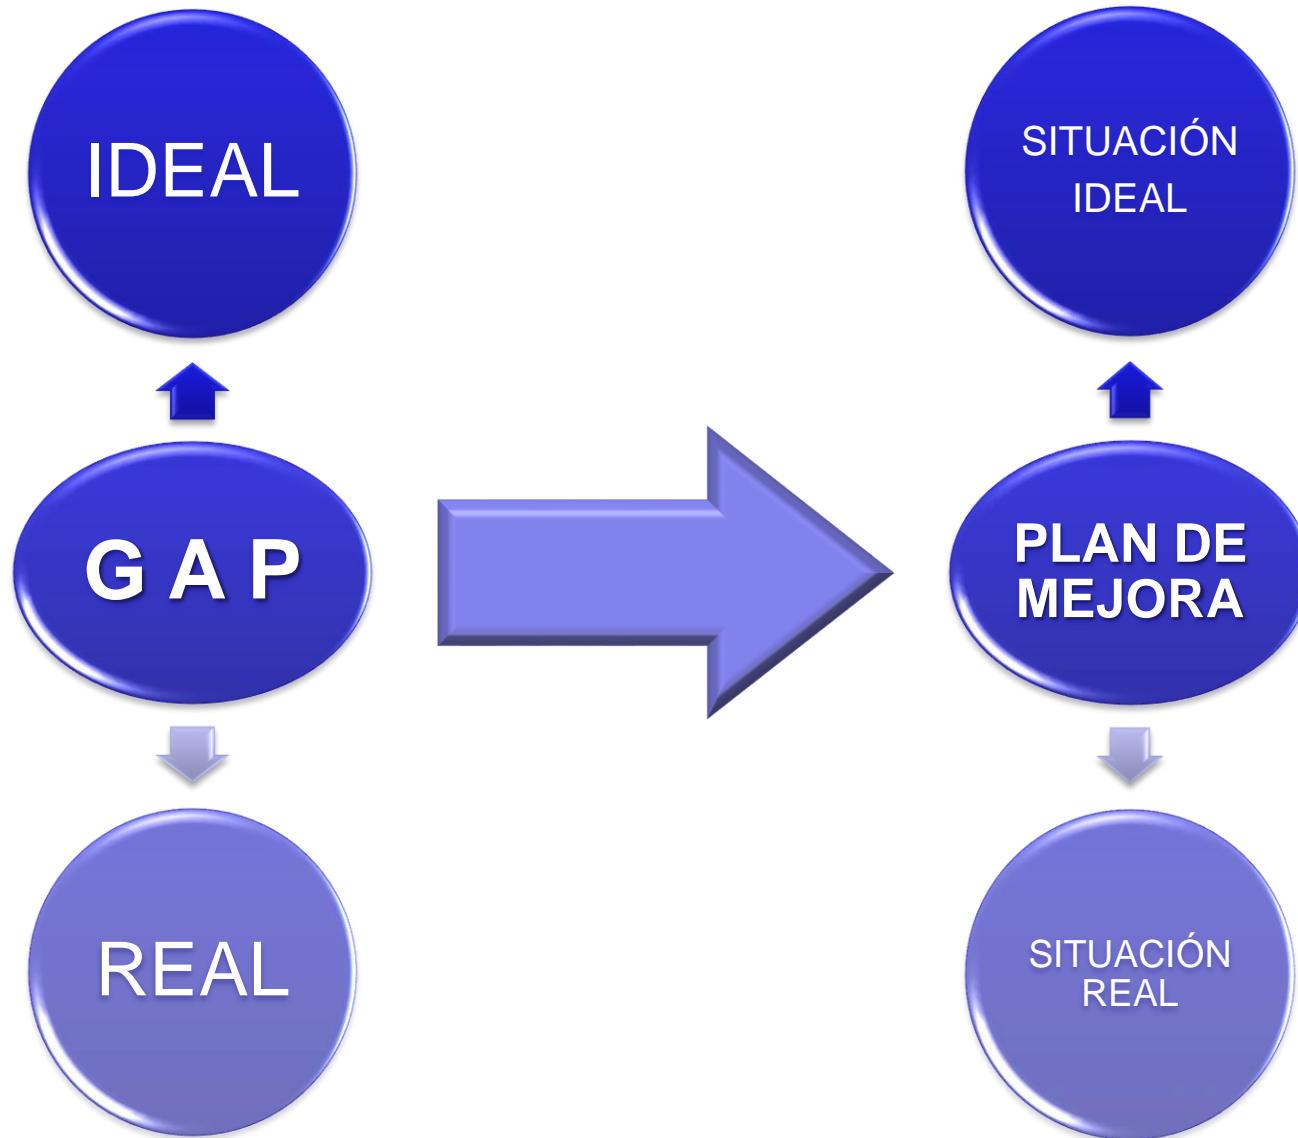 IDEAL
G A P
REAL
SITUACIÓN
IDEAL
PLAN DE
MEJORA
SITUACIÓN
REAL